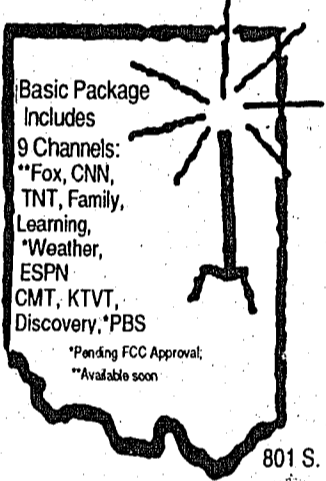 Basic Package
Includes
9 Channels:
**Fox, CNN,
TNT, Family,
Learning,
*Weather,
ESPN
CMT, KTVT,
Discovery,*PBS
*Pending FCC Approval;
**Available soon
801 S.